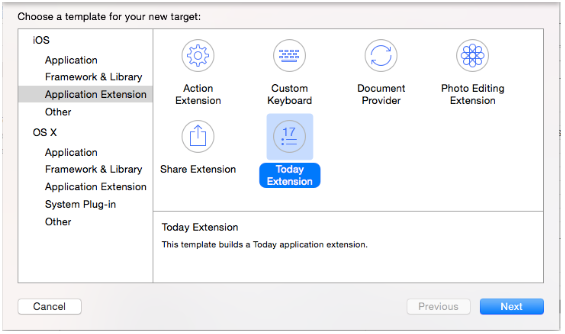 Choose a template for your new target:
iOS
Application
Framework & Library
Application Extension
Other
OS X
Application
Framework & Library
Application Extension
System Plug-in
Other
Action
Extension
Custom
Keyboard
Document
Provider
Photo Editing
Extension
Share Extension
17
Today
Extension
Today Extension
This template builds a Today application extension.
Cancel
Previous
Next